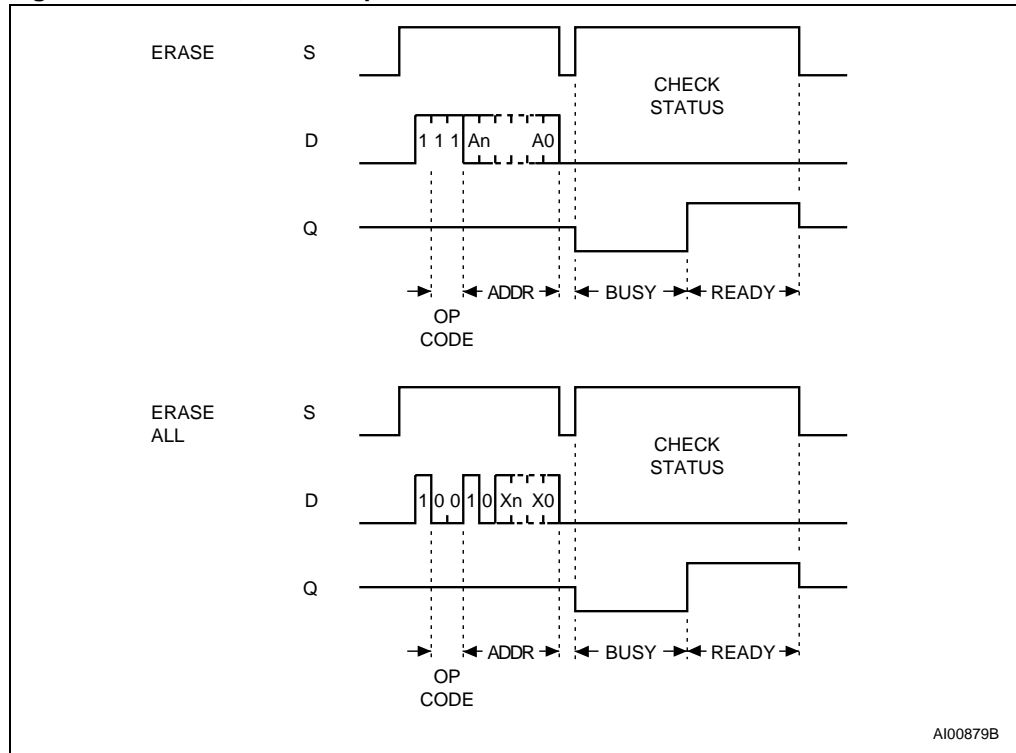 ERASE S
CHECK
STATUS
D 1 1 1 An A0
Q
ADDR BUSY READY
OP
CODE
ERASE S
ALL
CHECK
STATUS
D 1 0 0 1 0 Xn X0
Q
ADDR BUSY READY
OP
CODE
AI00879B